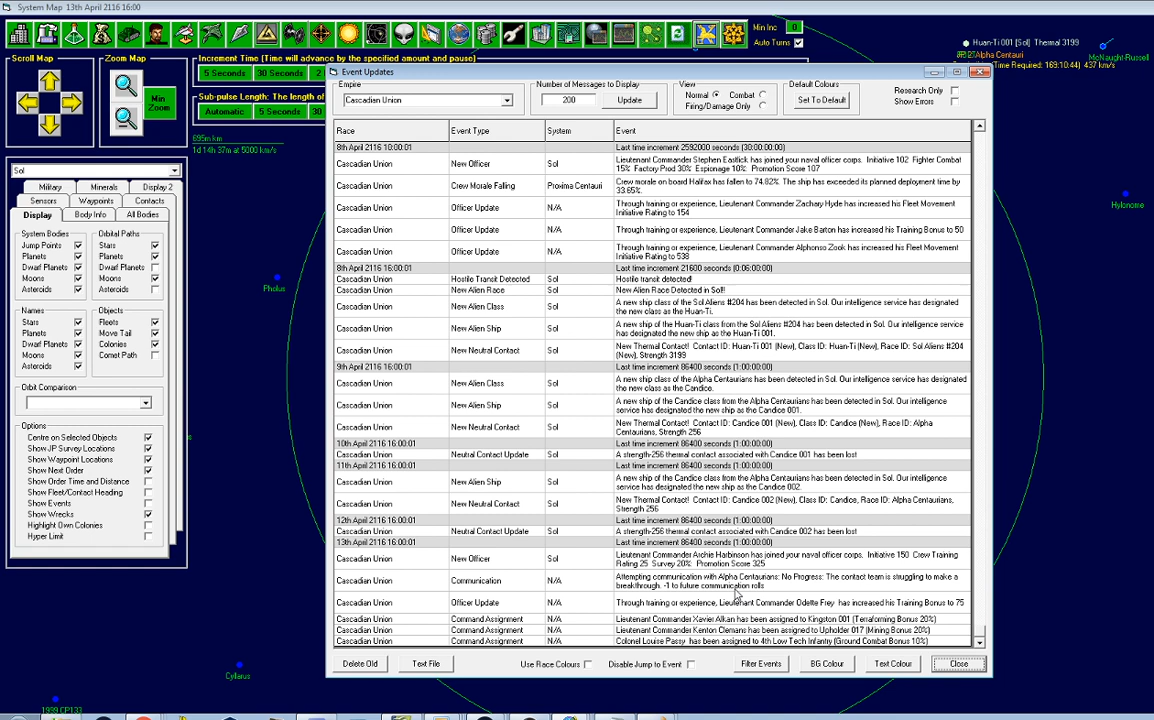 System Map 13th April 2116 16:00
Min Inc 0
Auto Turns
Scroll Map
Zoom Map
Min Zoom
Increment Time (Time will advance by the specified amount and pause)
5 Seconds 30 Seconds
Sub-pulse Length: The length of
Automatic 5 Seconds
695m km
1d 14h 37m at 5000 km/s
Huan-Ti 001 [Sol] Thermal 3199
Alpha Centauri
Time Required: 169:10:44) 437 km/s
McNaught-Russell
Hylonome
Pholus
Cyllarus
1999 CP133
Sol
Military Minerals Display 2
Sensors Waypoints Contacts
Display Body Info All Bodies
System Bodies
Jump Points
Planets
Dwarf Planets
Moons
Asteroids
Orbital Paths
Stars
Planets
Dwarf Planets
Moons
Asteroids
Names
Stars
Planets
Dwarf Planets
Moons
Asteroids
Objects
Fleets
Move Tail
Colonies
Comet Path
Orbit Comparison
Options
Centre on Selected Objects
Show JP Survey Locations
Show Waypoint Locations
Show Next Order
Show Order Time and Distance
Show Fleet/Contact Heading
Show Events
Show Wrecks
Highlight Own Colonies
Hyper Limit
Event Updates
Empire
Cascadian Union
Number of Messages to Display
200 Update
View
Normal Combat
Firing/Damage Only
Default Colours
Set To Default
Research Only
Show Errors
Race Event Type System Event
8th April 2116 10:00:01 Last time increment 2592000 seconds (30:00:00:00)
Cascadian Union New Officer Sol Lieutenant Commander Stephen Eastlick has joined your naval officer corps. Initiative 102 Fighter Combat
15% Factory Prod 30% Espionage 10% Promotion Score 107
Cascadian Union Crew Morale Falling Proxima Centauri Crew morale on board Halifax has fallen to 74.82%. The ship has exceeded its planned deployment time by
33.65%.
Cascadian Union Officer Update N/A Through training or experience, Lieutenant Commander Zachary Hyde has increased his Fleet Movement
Initiative Rating to 154
Cascadian Union Officer Update N/A Through training or experience, Lieutenant Commander Jake Barton has increased his Training Bonus to 50
Cascadian Union Officer Update N/A Through training or experience, Lieutenant Commander Alphonso Zook has increased his Fleet Movement
Initiative Rating to 538
8th April 2116 16:00:01 Last time increment 21600 seconds (0:06:00:00)
Cascadian Union Hostile Transit Detected Sol Hostile transit detected!
Cascadian Union New Alien Race Sol New Alien Race Detected in Sol!!
Cascadian Union New Alien Class Sol A new ship class of the Sol Aliens #204 has been detected in Sol. Our intelligence service has designated
the new class as the Huan-Ti.
Cascadian Union New Alien Ship Sol A new ship of the Huan-Ti class from the Sol Aliens #204 has been detected in Sol. Our intelligence service
has designated the new ship as the Huan-Ti 001.
Cascadian Union New Neutral Contact Sol New Thermal Contact! Contact ID: Huan-Ti 001 (New), Class ID: Huan-Ti (New), Race ID: Sol Aliens #204
(New), Strength 3199
9th April 2116 16:00:01 Last time increment 86400 seconds (1:00:00:00)
Cascadian Union New Alien Class Sol A new ship class of the Alpha Centaurians has been detected in Sol. Our intelligence service has designated
the new class as the Candice.
Cascadian Union New Alien Ship Sol A new ship of the Candice class from the Alpha Centaurians has been detected in Sol. Our intelligence
service has designated the new ship as the Candice 001.
Cascadian Union New Neutral Contact Sol New Thermal Contact! Contact ID: Candice 001 (New), Class ID: Candice (New), Race ID: Alpha
Centaurians, Strength 256
10th April 2116 16:00:01 Last time increment 86400 seconds (1:00:00:00)
Cascadian Union Neutral Contact Update Sol A strength-256 thermal contact associated with Candice 001 has been lost
11th April 2116 16:00:01 Last time increment 86400 seconds (1:00:00:00)
Cascadian Union New Alien Ship Sol A new ship of the Candice class from the Alpha Centaurians has been detected in Sol. Our intelligence
service has designated the new ship as the Candice 002.
Cascadian Union New Neutral Contact Sol New Thermal Contact! Contact ID: Candice 002 (New), Class ID: Candice, Race ID: Alpha Centaurians,
Strength 256
12th April 2116 16:00:01 Last time increment 86400 seconds (1:00:00:00)
Cascadian Union Neutral Contact Update Sol A strength-256 thermal contact associated with Candice 002 has been lost
13th April 2116 16:00:01 Last time increment 86400 seconds (1:00:00:00)
Cascadian Union New Officer Sol Lieutenant Commander Archie Harbinson has joined your naval officer corps. Initiative 150 Crew Training
Rating 25 Survey 20% Promotion Score 325
Cascadian Union Communication N/A Attempting communication with Alpha Centaurians: No Progress: The contact team is struggling to make a
breakthrough. -1 to future communication rolls
Cascadian Union Officer Update N/A Through training or experience, Lieutenant Commander Odette Frey has increased his Training Bonus to 75
Cascadian Union Command Assignment N/A Lieutenant Commander Xavier Alkan has been assigned to Kingston 001 (Terraforming Bonus 20%)
Cascadian Union Command Assignment N/A Lieutenant Commander Kenton Clemans has been assigned to Upholder 017 (Mining Bonus 20%)
Cascadian Union Command Assignment N/A Colonel Louise Passy has been assigned to 4th Low Tech Infantry (Ground Combat Bonus 10%)
Delete Old Text File Use Race Colours Disable Jump to Event Filter Events BG Colour Text Colour Close